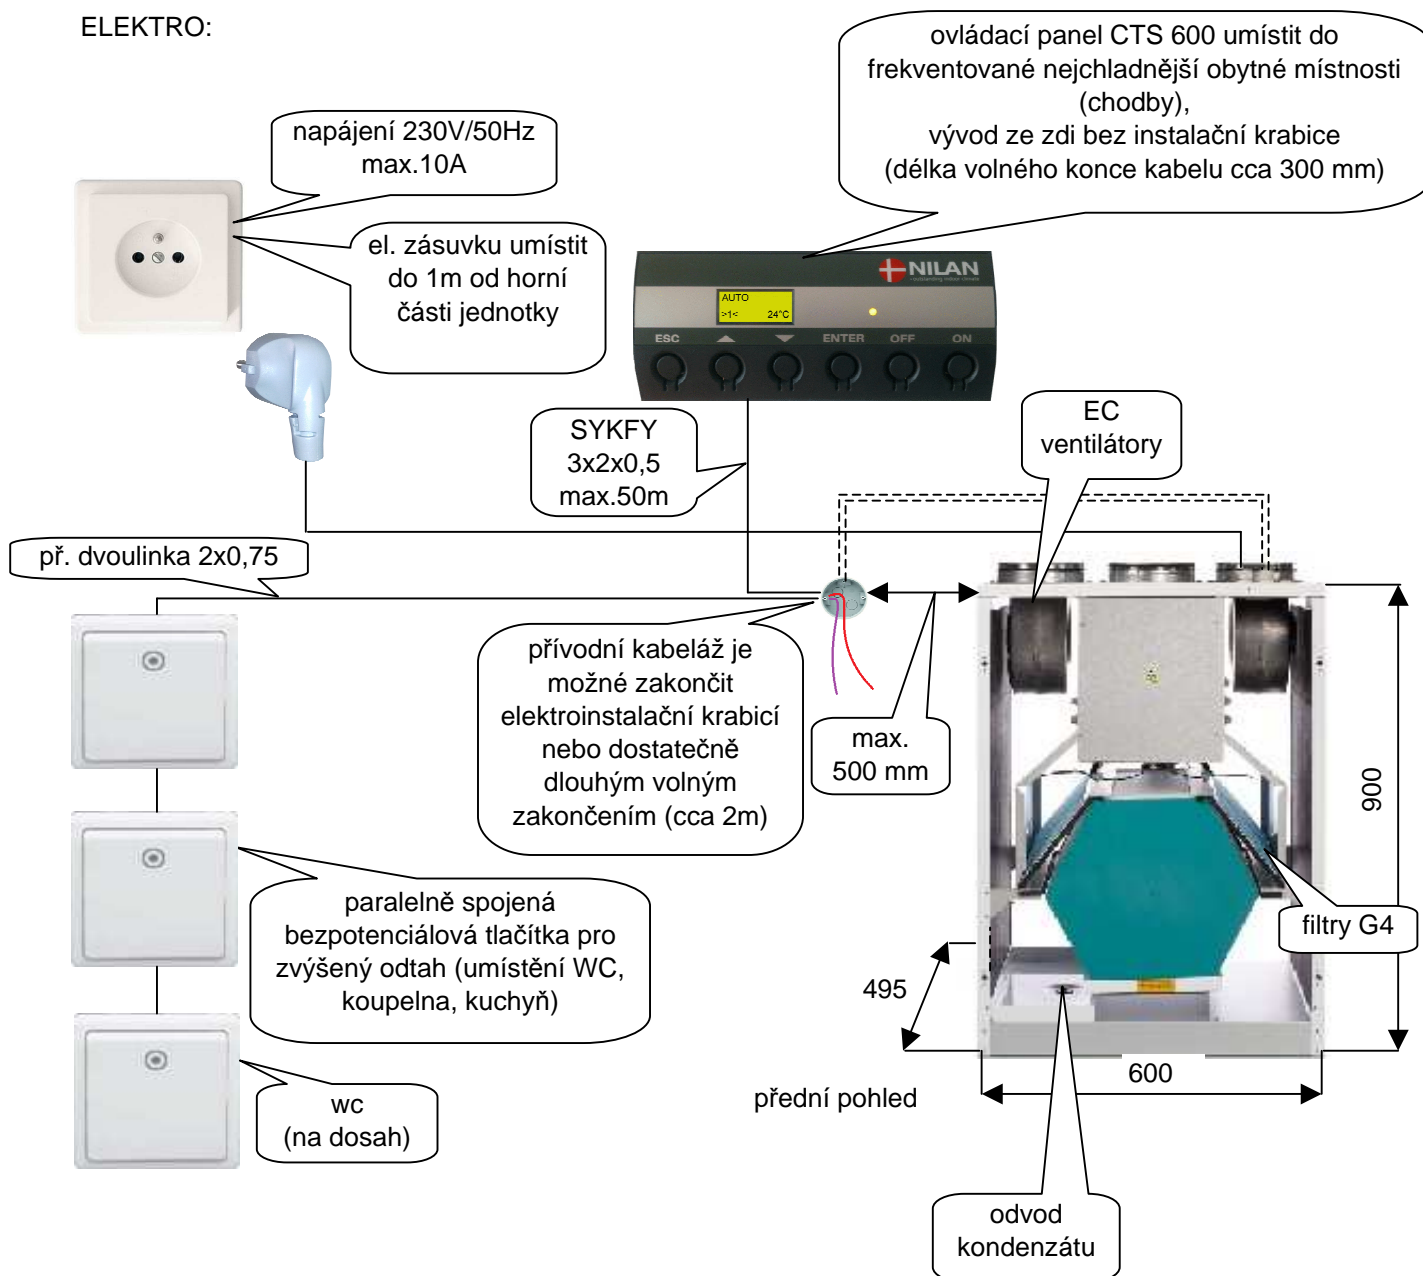 ELEKTRO:
ovládací panel CTS 600 umístit do
frekventované nejchladnější obytné místnosti
(chodby),
vývod ze zdi bez instalační krabice
(délka volného konce kabelu cca 300 mm)
napájení 230V/50Hz
max.10A
el. zásuvku umístit
do 1m od horní
části jednotky
NILAN
AUTO
>1< 24°C
ESC ENTER OFF ON
SYKFY
3x2x0,5
max.50m
EC
ventilátory
př. dvoulinka 2x0,75
přívodní kabeláž je
možné zakončit
elektroinstalační krabicí
nebo dostatečně
dlouhým volným
zakončením (cca 2m)
max.
500 mm
900
paralelně spojená
bezpotenciálová tlačítka pro
zvýšený odtah (umístění WC,
koupelna, kuchyň)
filtry G4
495
600
přední pohled
wc
(na dosah)
odvod
kondenzátu